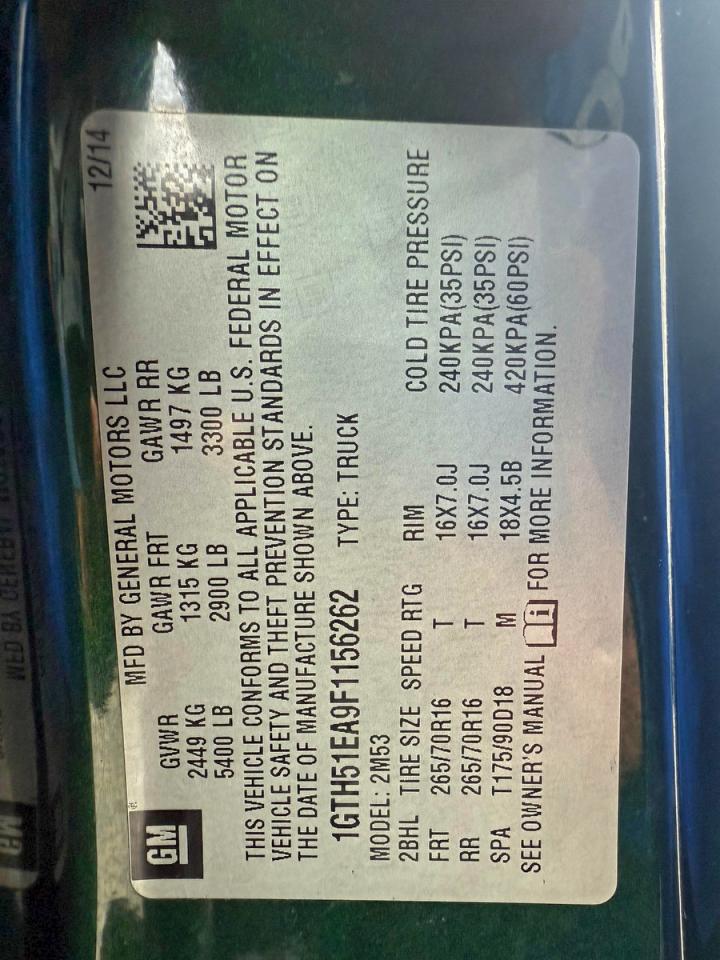 GM
®
MFD BY GENERAL MOTORS LLC 12/14
GVWR GAWR FRT GAWR RR
2449 KG 1315 KG 1497 KG
5400 LB 2900 LB 3300 LB
THIS VEHICLE CONFORMS TO ALL APPLICABLE U.S. FEDERAL MOTOR
VEHICLE SAFETY AND THEFT PREVENTION STANDARDS IN EFFECT ON
THE DATE OF MANUFACTURE SHOWN ABOVE.
1GTH51EA9F1156262 TYPE: TRUCK
MODEL: 2M53
2BHL TIRE SIZE SPEED RTG RIM COLD TIRE PRESSURE
FRT 265/70R16 T 16X7.0J 240KPA(35PSI)
RR 265/70R16 T 16X7.0J 240KPA(35PSI)
SPA T175/90D18 M 18X4.5B 420KPA(60PSI)
SEE OWNER'S MANUAL i FOR MORE INFORMATION.